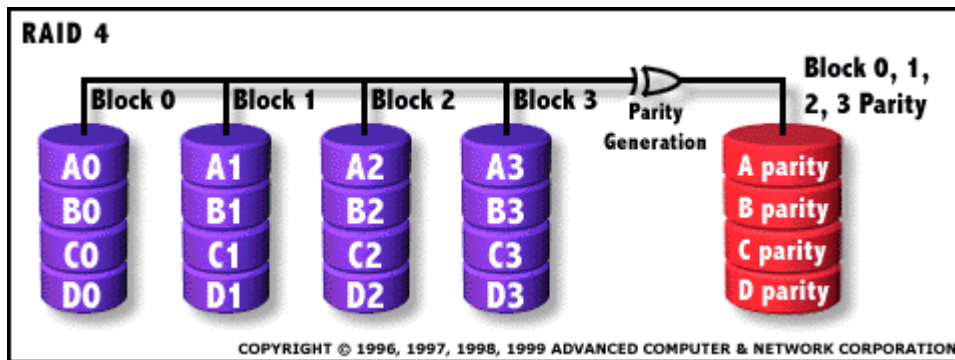 RAID 4
Block 0
Block 1
Block 2
Block 3
Parity
Generation
Block 0, 1,
2, 3 Parity
A0
A1
A2
A3
A parity
B0
B1
B2
B3
B parity
C0
C1
C2
C3
C parity
D0
D1
D2
D3
D parity
COPYRIGHT © 1996, 1997, 1998, 1999 ADVANCED COMPUTER & NETWORK CORPORATION